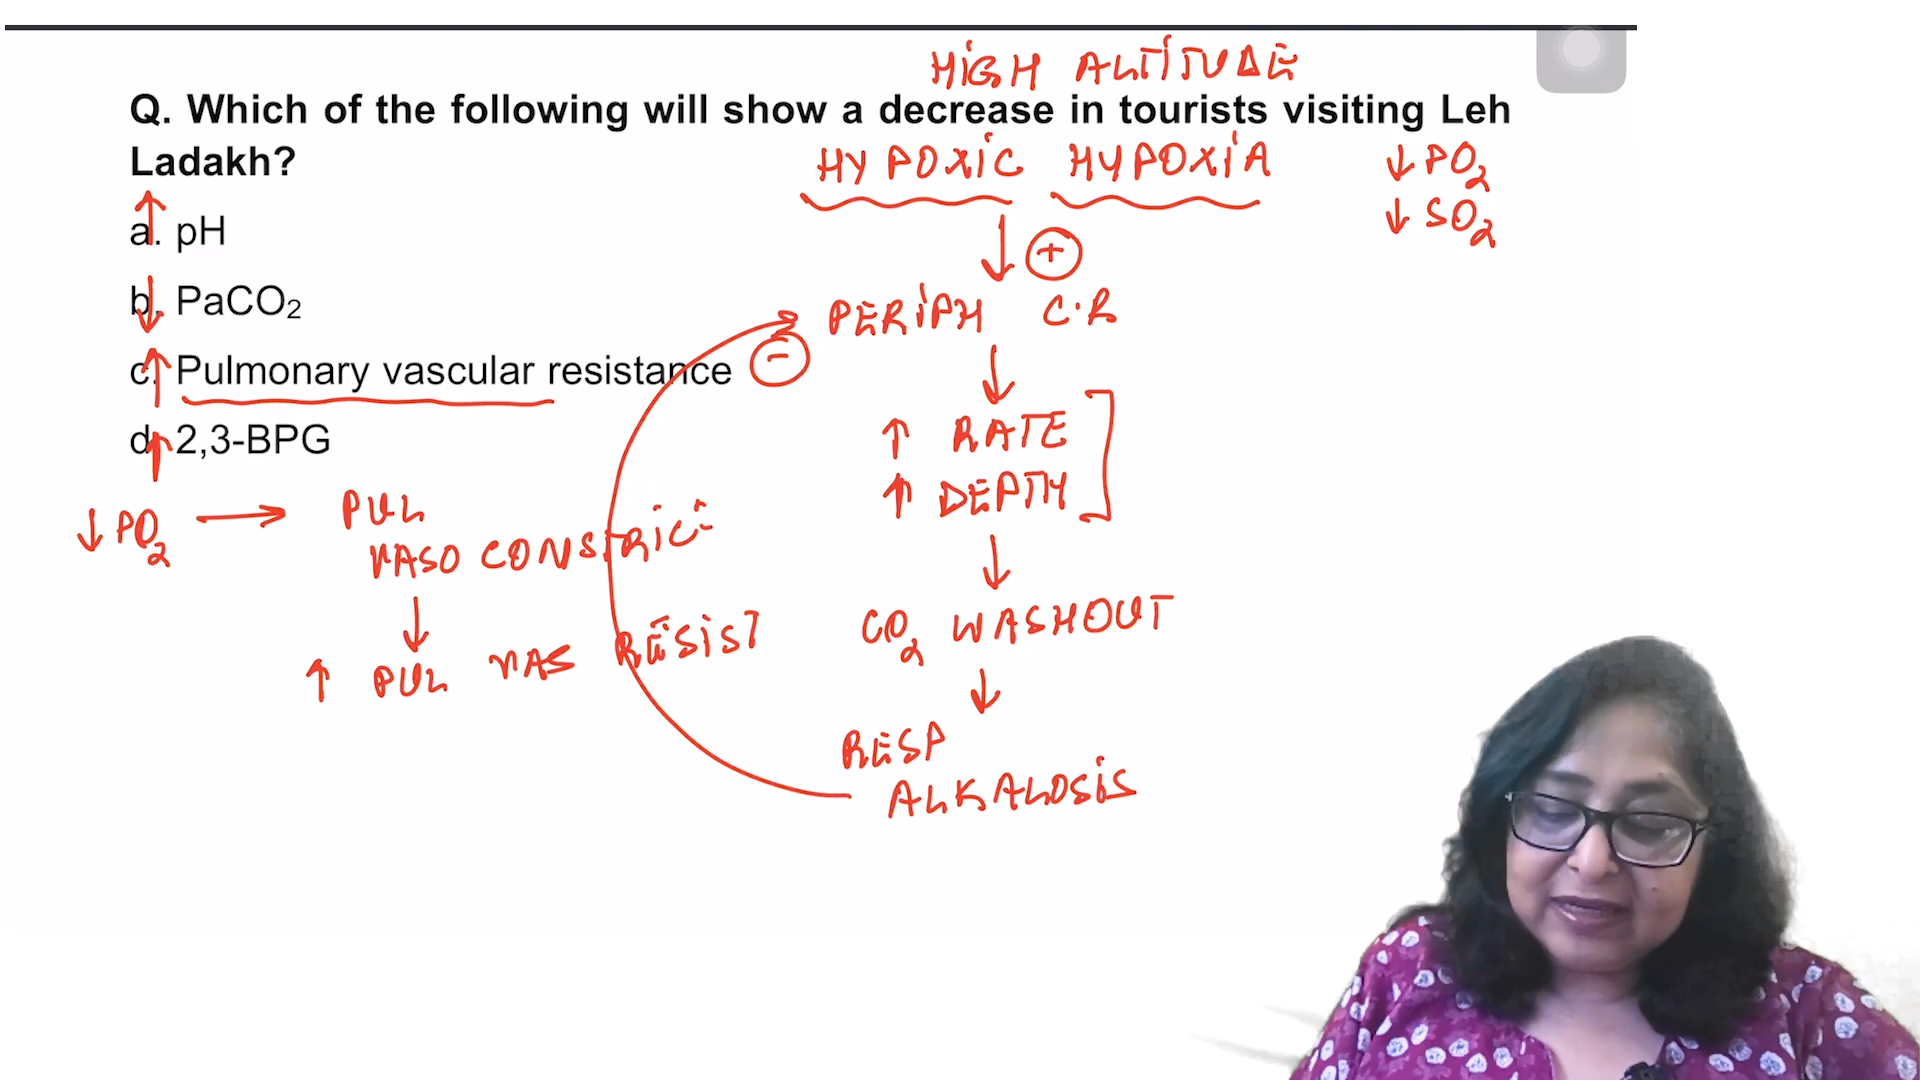 HIGH ALTITUDE
Q. Which of the following will show a decrease in tourists visiting Leh
Ladakh?
HYPOXIC HYPOXIA
↓ PO2
↓ SO2
↑ a. pH
↓ b. PaCO2
↑ c. Pulmonary vascular resistance
↑ d. 2,3-BPG
↓ +
PERIPH C.R
-
↓
↑ RATE
↑ DEPTH
↓
CO2 WASHOUT
↓
RESP
ALKALOSIS
↓ PO2 → PUL
VASO CONSTRIC
↓
↑ PUL VAS RESIST